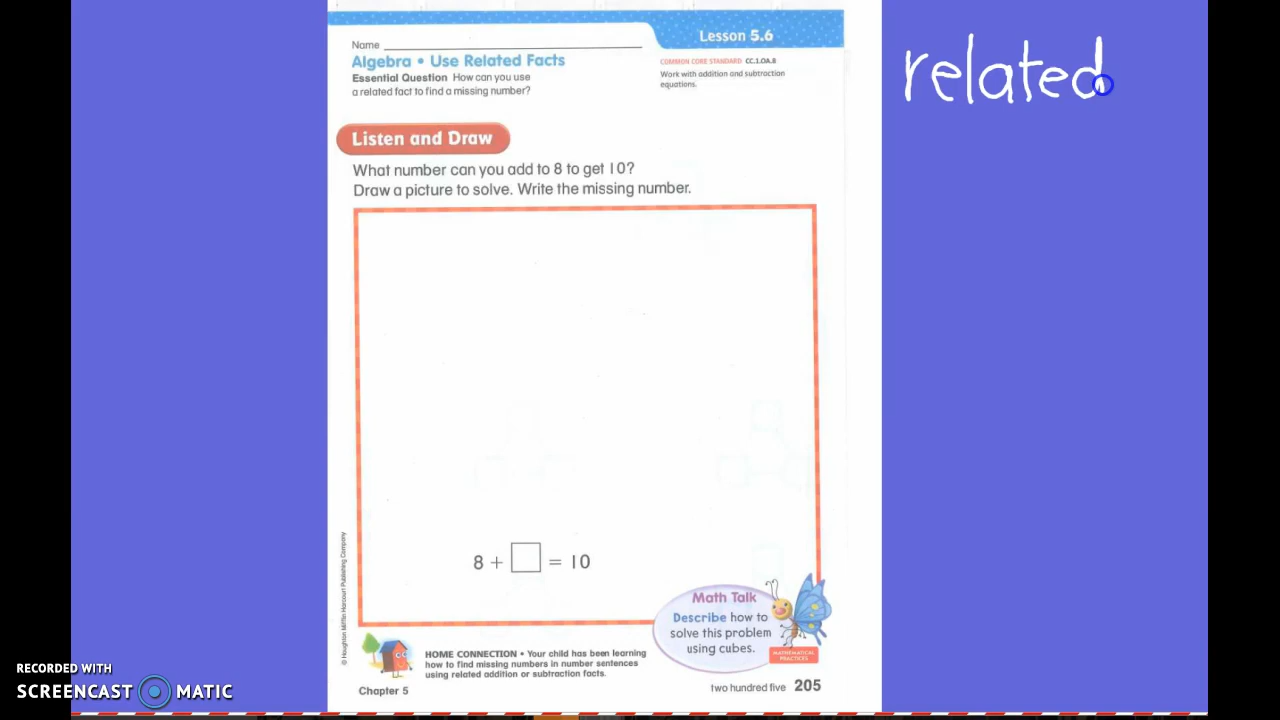 Lesson 5.6
related
Name
Algebra • Use Related Facts
COMMON CORE STANDARD CC.1.OA.8
Work with addition and subtraction
equations.
Essential Question How can you use
a related fact to find a missing number?
Listen and Draw
What number can you add to 8 to get 10?
Draw a picture to solve. Write the missing number.
8 + □ = 10
Math Talk
Describe how to
solve this problem
using cubes.
MATHEMATICAL
PRACTICES
© Houghton Mifflin Harcourt Publishing Company
HOME CONNECTION • Your child has been learning
how to find missing numbers in number sentences
using related addition or subtraction facts.
Chapter 5
two hundred five 205
RECORDED WITH
SCREENCAST MATIC